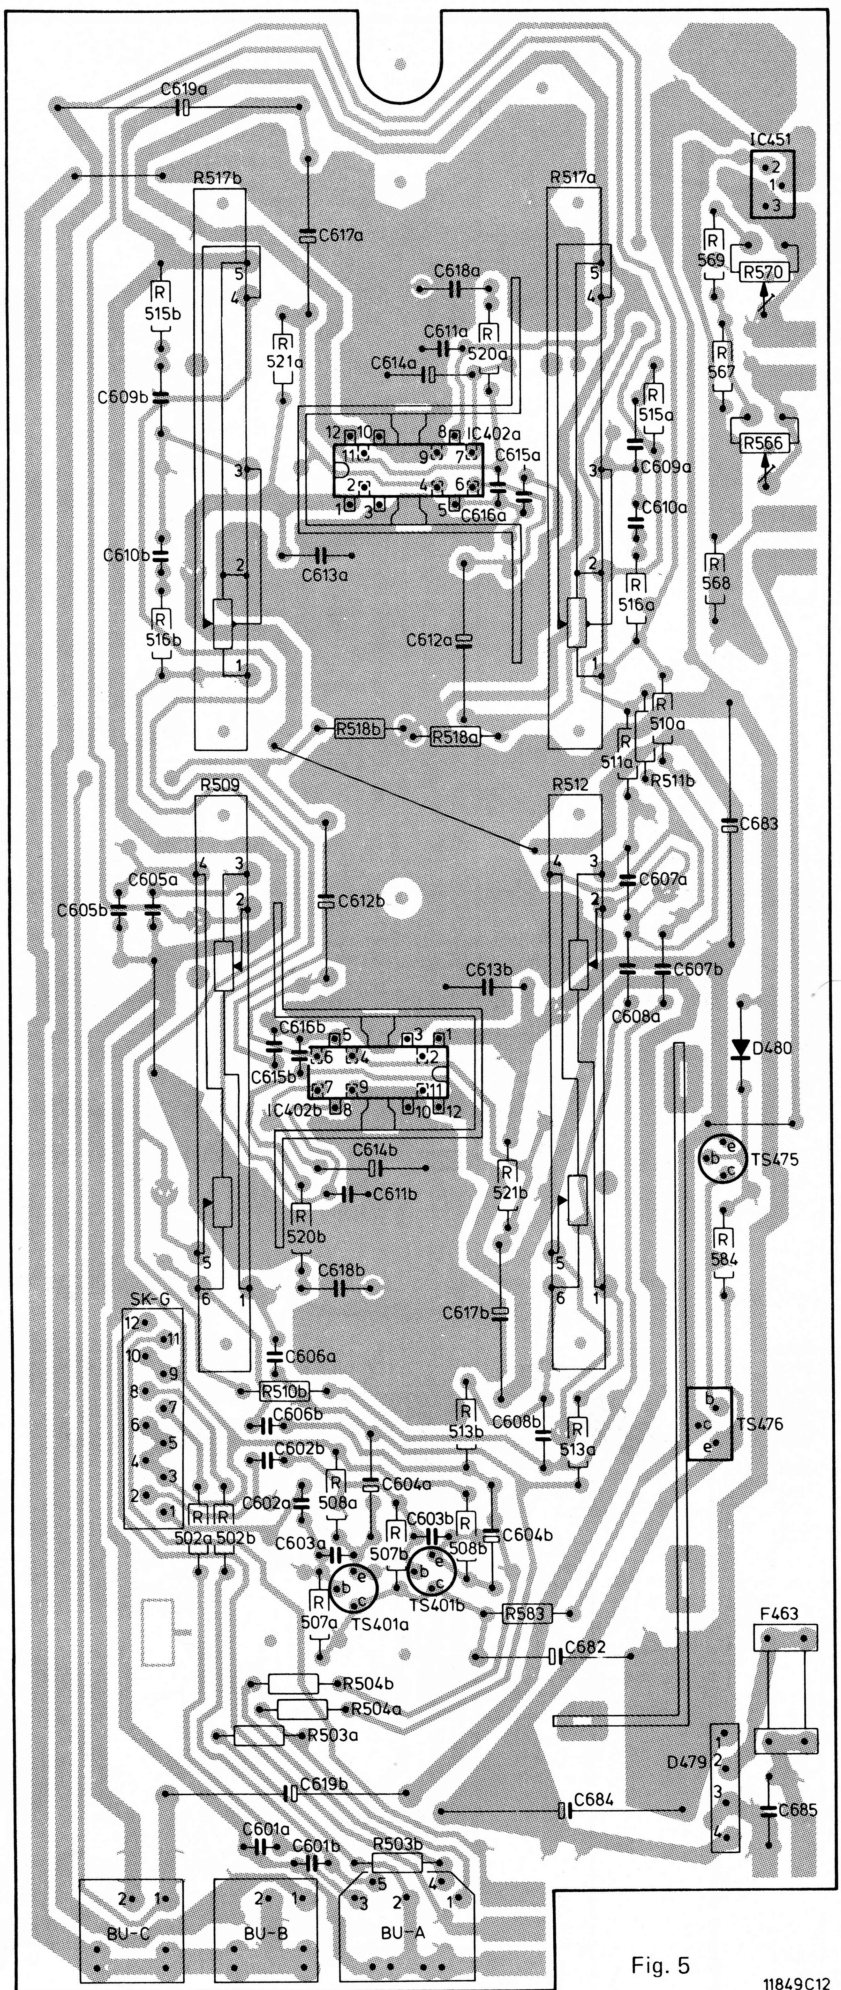 C619a
IC451
2
1
3
R517b
R517a
C617a
R
569
R570
5
4
5
4
C618a
R
515b
C611a
R
521a
R
520a
C614a
R
567
C609b
R
515a
12
10
8
IC402a
R566
11
9
7
C615a
C609a
3
3
2
4
6
1
3
5
C616a
C610a
C610b
C613a
R
568
2
2
R
516a
R
516b
C612a
1
1
R518b
R518a
R
510a
R
511a
R511b
R509
R512
C683
4
3
4
3
C605a
C607a
C605b
2
C612b
2
C613b
C607b
C608a
C616b
5
3
1
6
4
2
D480
C615b
7
9
11
IC402b
8
10
12
e
b
c
TS475
C614b
R
521b
C611b
R
520b
R
584
5
5
C618b
6
1
6
1
SK-G
C617b
12
11
10
9
8
7
6
5
4
3
2
1
C606a
R510b
b
c
e
TS476
C606b
R
513b
C608b
R
513a
C602b
R
508a
C604a
C602a
R
502a
R
502b
C603a
R
507b
C603b
R
508b
C604b
e
b
c
e
b
c
TS401b
R
507a
TS401a
R583
F463
C682
R504b
R504a
R503a
1
2
3
4
D479
C619b
C684
C685
C601a
C601b
R503b
2
1
2
1
5
4
3
2
1
BU-C
BU-B
BU-A
Fig. 5
11849C12